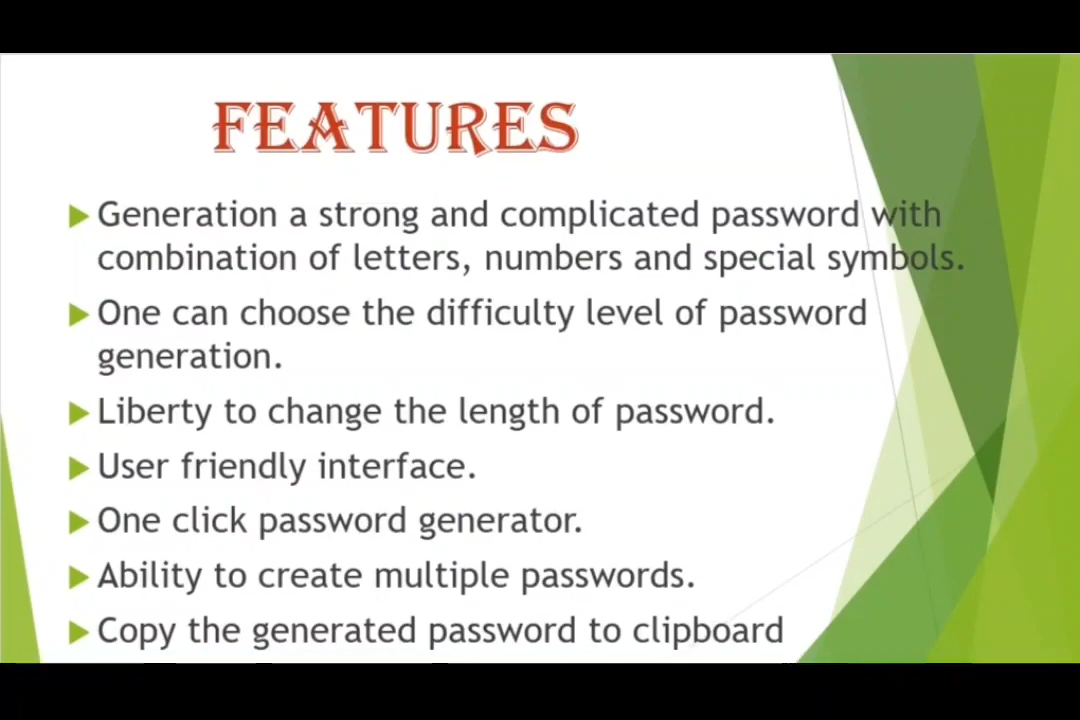 FEATURES
Generation a strong and complicated password with
combination of letters, numbers and special symbols.
One can choose the difficulty level of password
generation.
Liberty to change the length of password.
User friendly interface.
One click password generator.
Ability to create multiple passwords.
Copy the generated password to clipboard